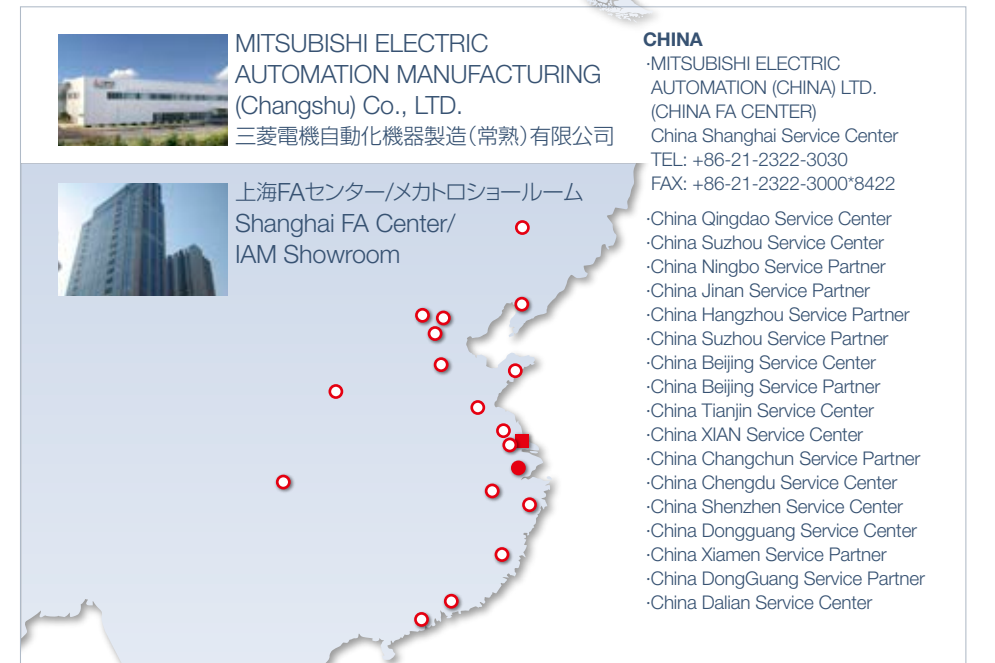 MITSUBISHI ELECTRIC
AUTOMATION MANUFACTURING
(Changshu) Co., LTD.
三菱電機自動化機器製造（常熟）有限公司
上海FAセンター/メカトロショールーム
Shanghai FA Center/
IAM Showroom
CHINA
·MITSUBISHI ELECTRIC
AUTOMATION (CHINA) LTD.
(CHINA FA CENTER)
China Shanghai Service Center
TEL: +86-21-2322-3030
FAX: +86-21-2322-3000*8422
·China Qingdao Service Center
·China Suzhou Service Center
·China Ningbo Service Partner
·China Jinan Service Partner
·China Hangzhou Service Partner
·China Suzhou Service Partner
·China Beijing Service Center
·China Beijing Service Partner
·China Tianjin Service Center
·China XIAN Service Center
·China Changchun Service Partner
·China Chengdu Service Center
·China Shenzhen Service Center
·China Dongguang Service Center
·China Xiamen Service Partner
·China DongGuang Service Partner
·China Dalian Service Center